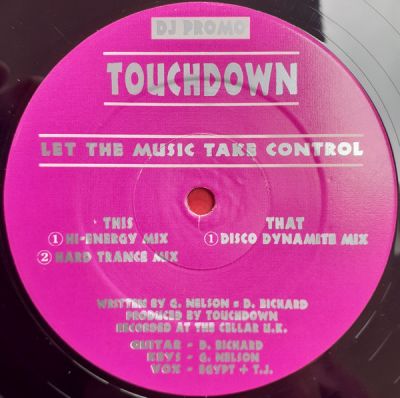 DJ PROMO
TOUCHDOWN
LET THE MUSIC TAKE CONTROL
THIS THAT
① HI-ENERGY MIX ① DISCO DYNAMITE MIX
② HARD TRANCE MIX
WRITTEN BY G. NELSON = D. BICHARD
PRODUCED BY TOUCHDOWN
RECORDED AT THE CELLAR U.K.
GUITAR - D. BICHARD
KEYS - G. NELSON
VOX - EGYPT + T.J.